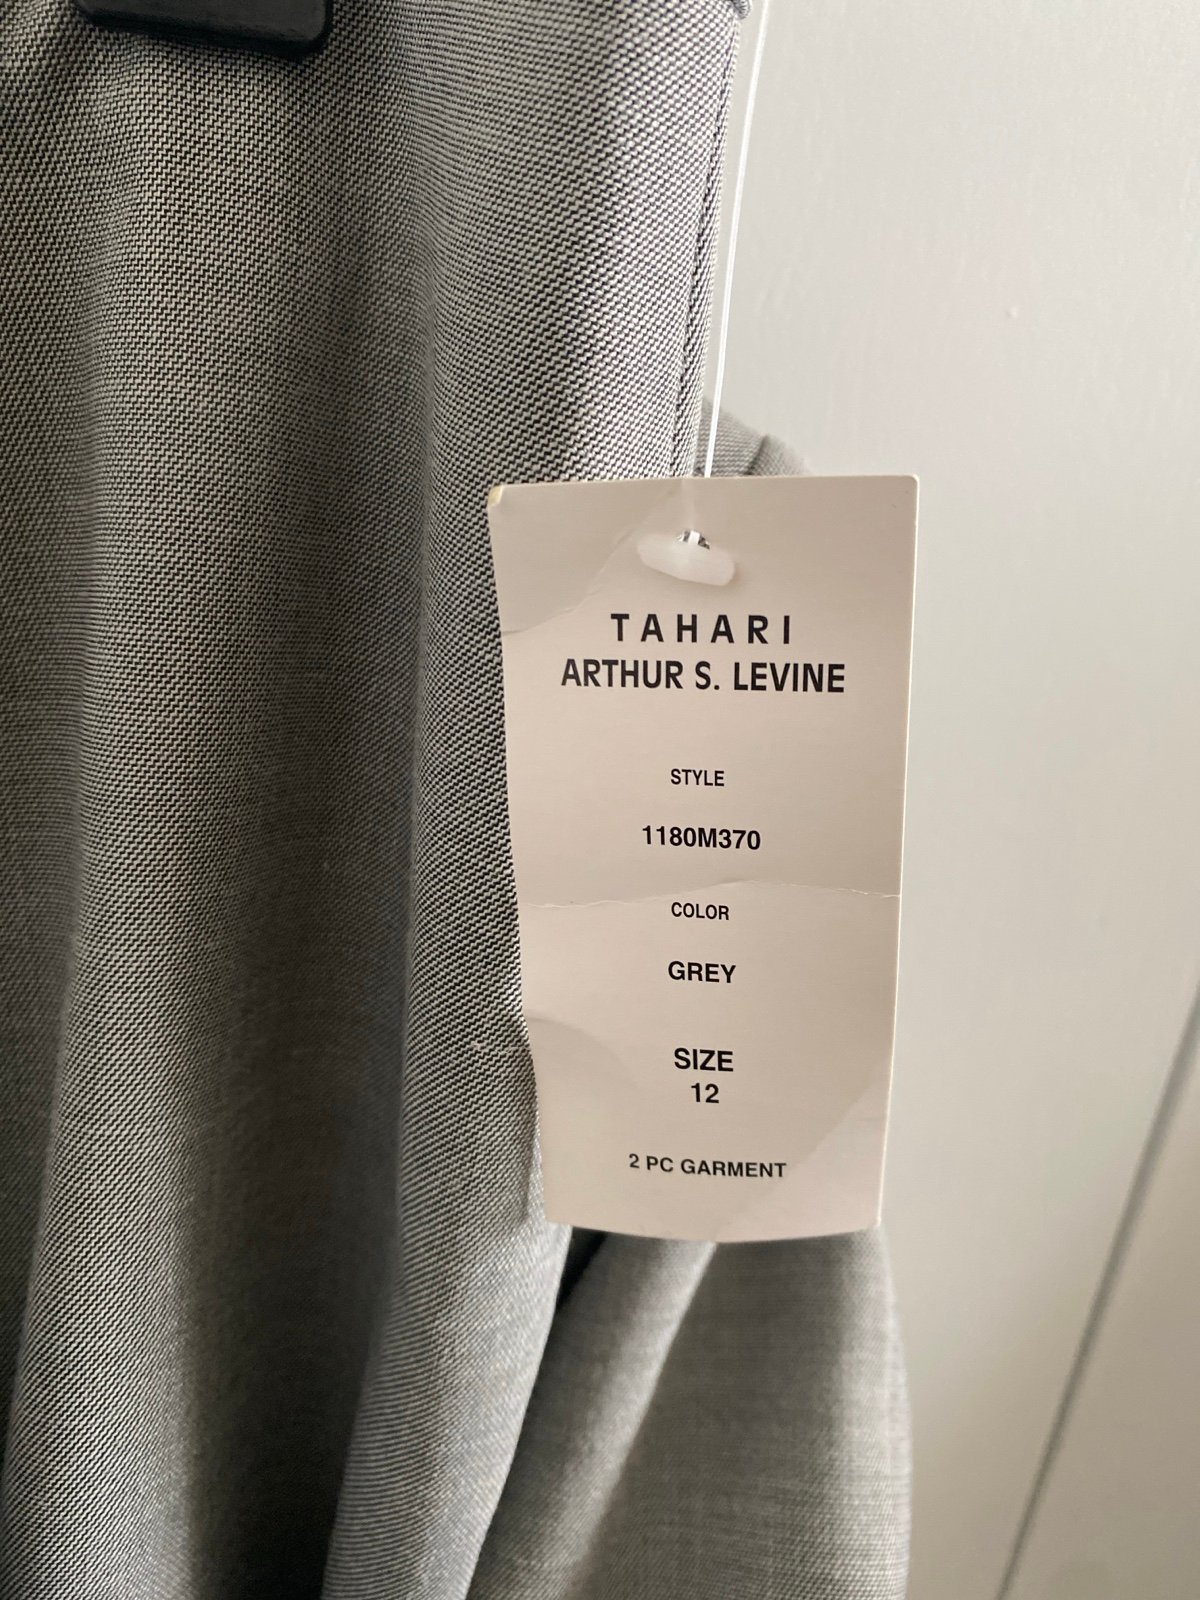 TAHARI
ARTHUR S. LEVINE
STYLE
1180M370
COLOR
GREY
SIZE
12
2 PC GARMENT